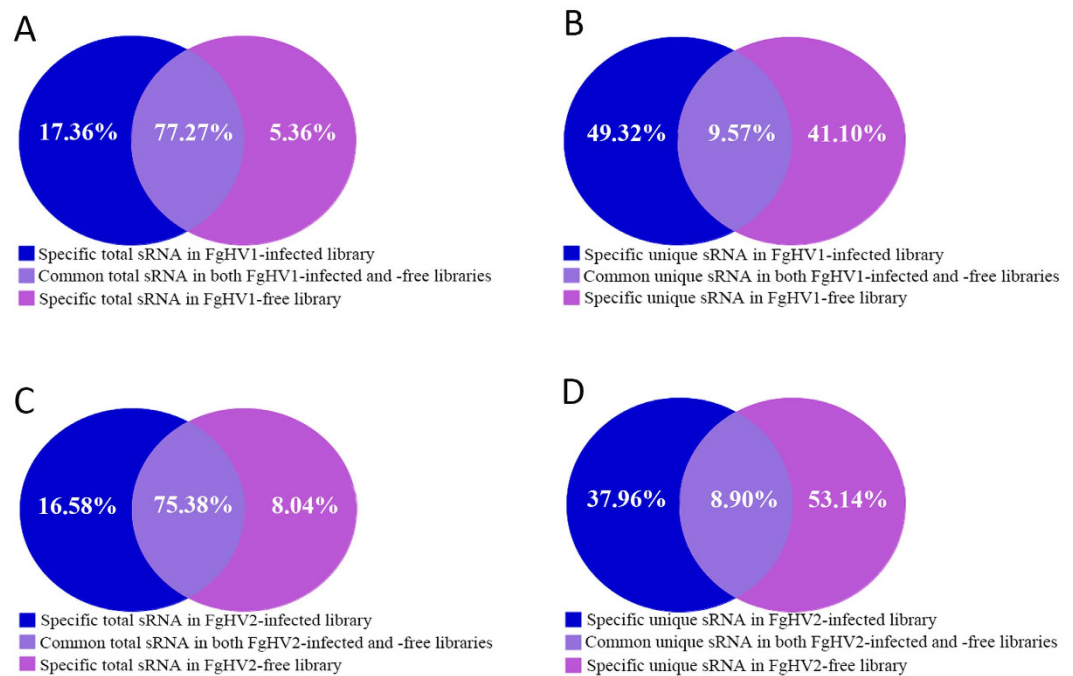 A
17.36% 77.27% 5.36%
Specific total sRNA in FgHV1-infected library
Common total sRNA in both FgHV1-infected and -free libraries
Specific total sRNA in FgHV1-free library
B
49.32% 9.57% 41.10%
Specific unique sRNA in FgHV1-infected library
Common unique sRNA in both FgHV1-infected and -free libraries
Specific unique sRNA in FgHV1-free library
C
16.58% 75.38% 8.04%
Specific total sRNA in FgHV2-infected library
Common total sRNA in both FgHV2-infected and -free libraries
Specific total sRNA in FgHV2-free library
D
37.96% 8.90% 53.14%
Specific unique sRNA in FgHV2-infected library
Common unique sRNA in both FgHV2-infected and -free libraries
Specific unique sRNA in FgHV2-free library